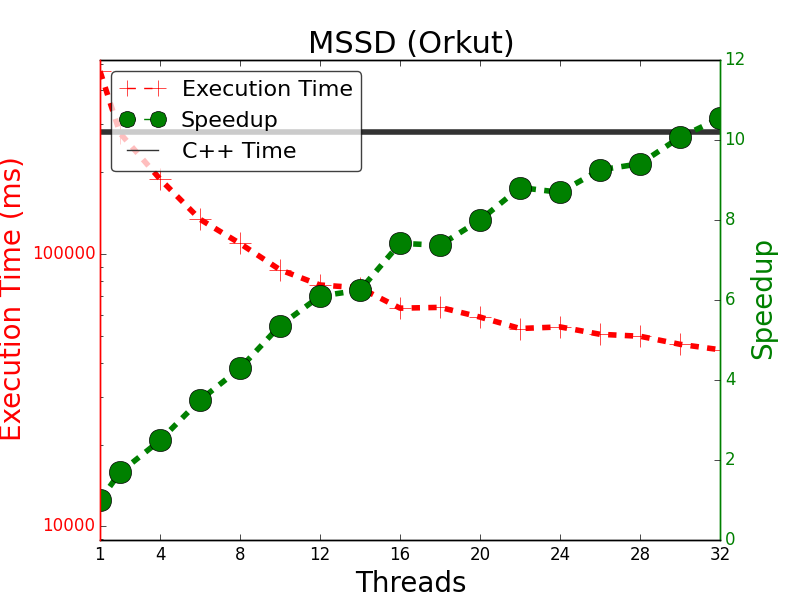 MSSD (Orkut)
Execution Time
Speedup
C++ Time
Execution Time (ms)
100000
10000
Speedup
12
10
8
6
4
2
0
1 4 8 12 16 20 24 28 32
Threads